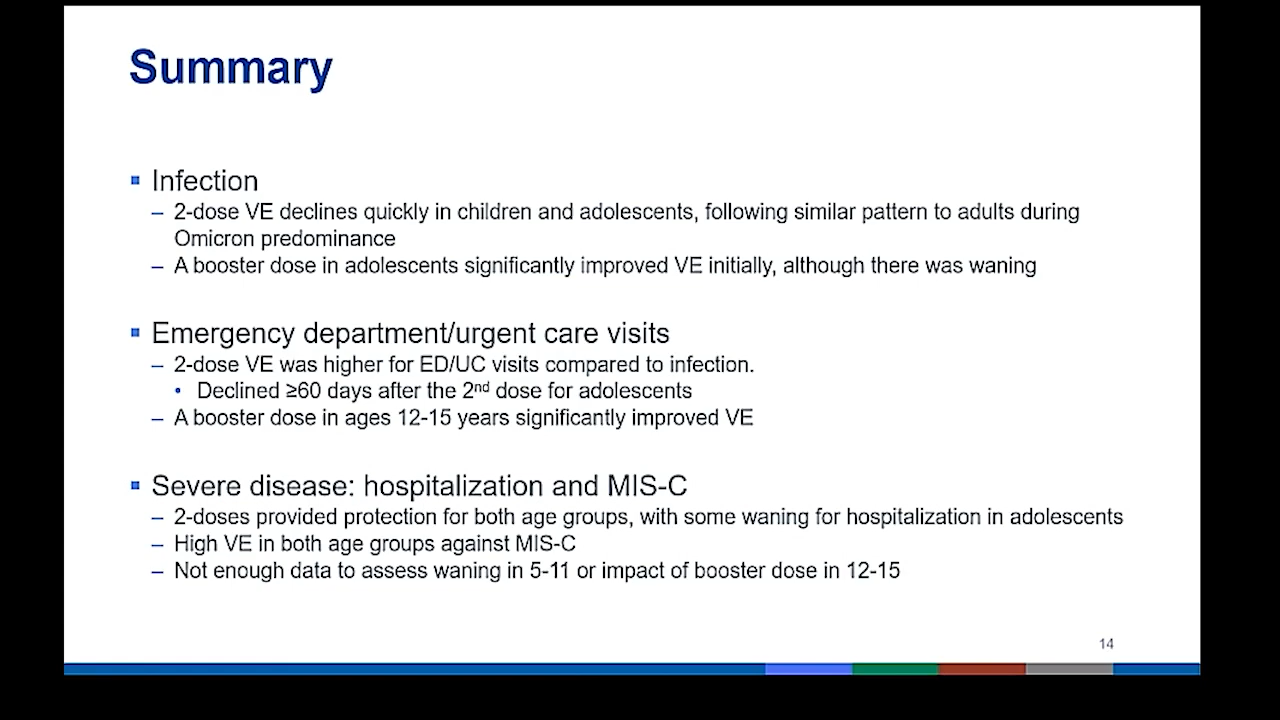 Summary
▪ Infection
– 2-dose VE declines quickly in children and adolescents, following similar pattern to adults during
Omicron predominance
– A booster dose in adolescents significantly improved VE initially, although there was waning
▪ Emergency department/urgent care visits
– 2-dose VE was higher for ED/UC visits compared to infection.
• Declined ≥60 days after the 2nd dose for adolescents
– A booster dose in ages 12-15 years significantly improved VE
▪ Severe disease: hospitalization and MIS-C
– 2-doses provided protection for both age groups, with some waning for hospitalization in adolescents
– High VE in both age groups against MIS-C
– Not enough data to assess waning in 5-11 or impact of booster dose in 12-15
14